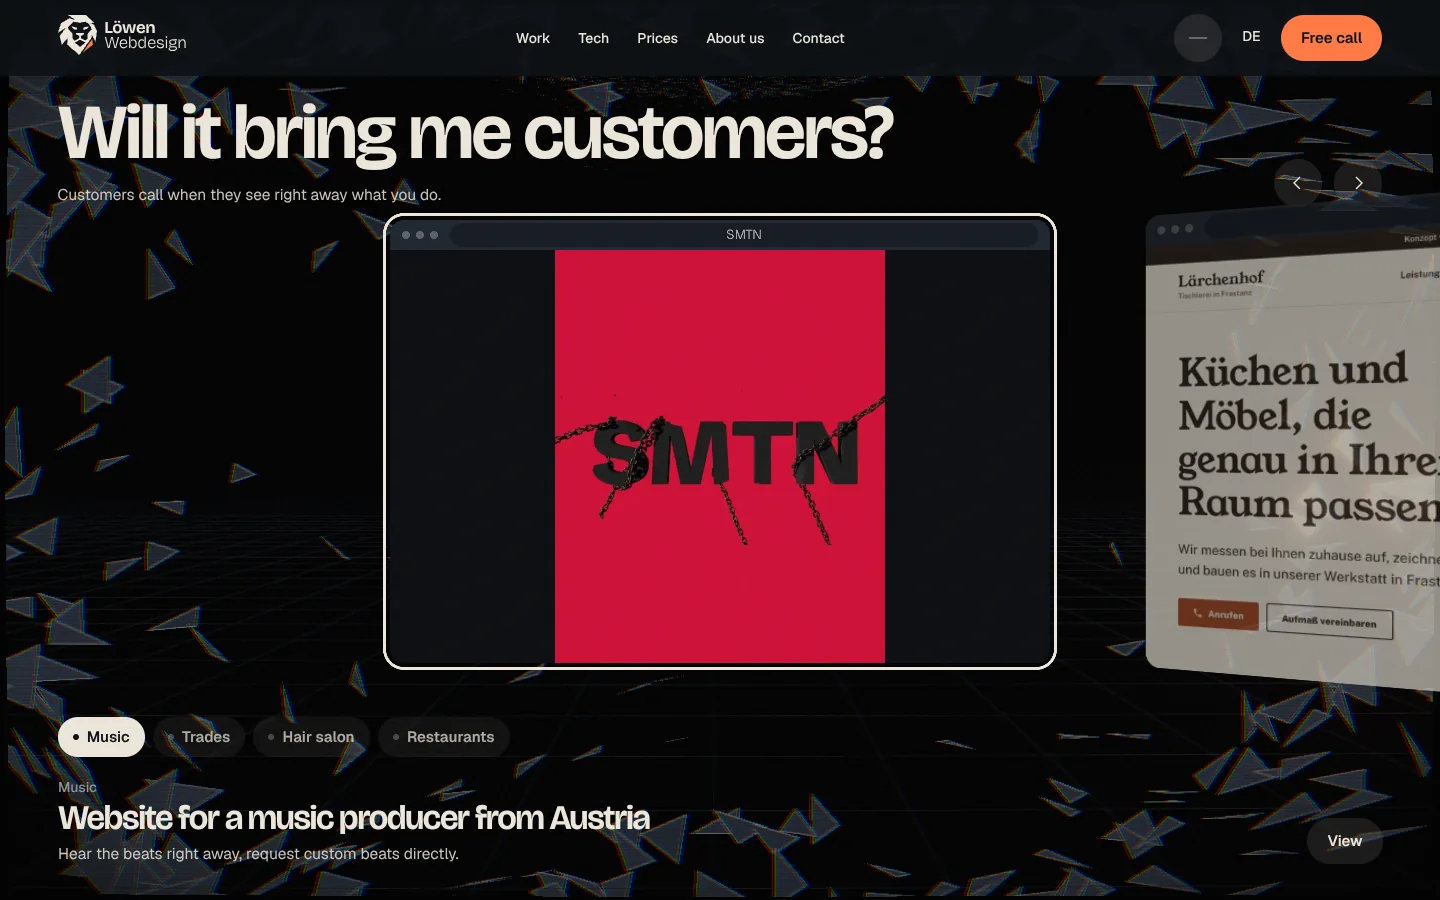 Löwen
Webdesign
Work
Tech
Prices
About us
Contact
DE
Free call
Will it bring me customers?
Customers call when they see right away what you do.
SMTN
SMTN
Konzept
Lärchenhof
Tischlerei in Frastanz
Leistung
Küchen und
Möbel, die
genau in Ihre
Raum passen
Wir messen bei Ihnen zuhause auf, zeichne
und bauen es in unserer Werkstatt in Frast
Anrufen
Aufmaß vereinbaren
Music
Trades
Hair salon
Restaurants
Music
Website for a music producer from Austria
Hear the beats right away, request custom beats directly.
View